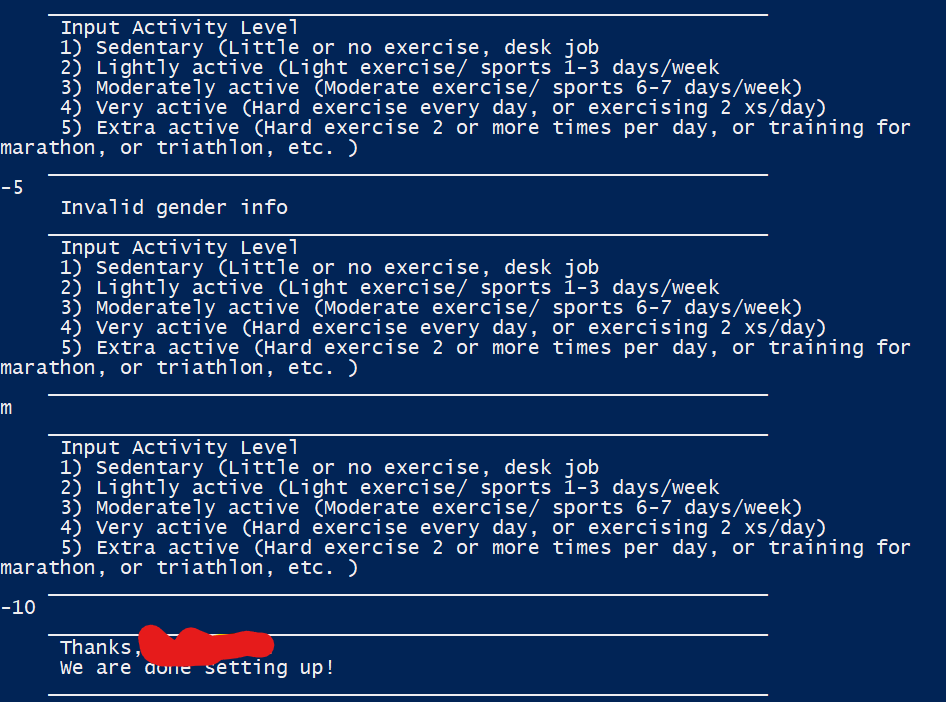 Input Activity Level
1) Sedentary (Little or no exercise, desk job
2) Lightly active (Light exercise/ sports 1-3 days/week
3) Moderately active (Moderate exercise/ sports 6-7 days/week)
4) Very active (Hard exercise every day, or exercising 2 xs/day)
5) Extra active (Hard exercise 2 or more times per day, or training for
marathon, or triathlon, etc. )
-5
Invalid gender info
Input Activity Level
1) Sedentary (Little or no exercise, desk job
2) Lightly active (Light exercise/ sports 1-3 days/week
3) Moderately active (Moderate exercise/ sports 6-7 days/week)
4) Very active (Hard exercise every day, or exercising 2 xs/day)
5) Extra active (Hard exercise 2 or more times per day, or training for
marathon, or triathlon, etc. )
m
Input Activity Level
1) Sedentary (Little or no exercise, desk job
2) Lightly active (Light exercise/ sports 1-3 days/week
3) Moderately active (Moderate exercise/ sports 6-7 days/week)
4) Very active (Hard exercise every day, or exercising 2 xs/day)
5) Extra active (Hard exercise 2 or more times per day, or training for
marathon, or triathlon, etc. )
-10
Thanks,
We are done setting up!